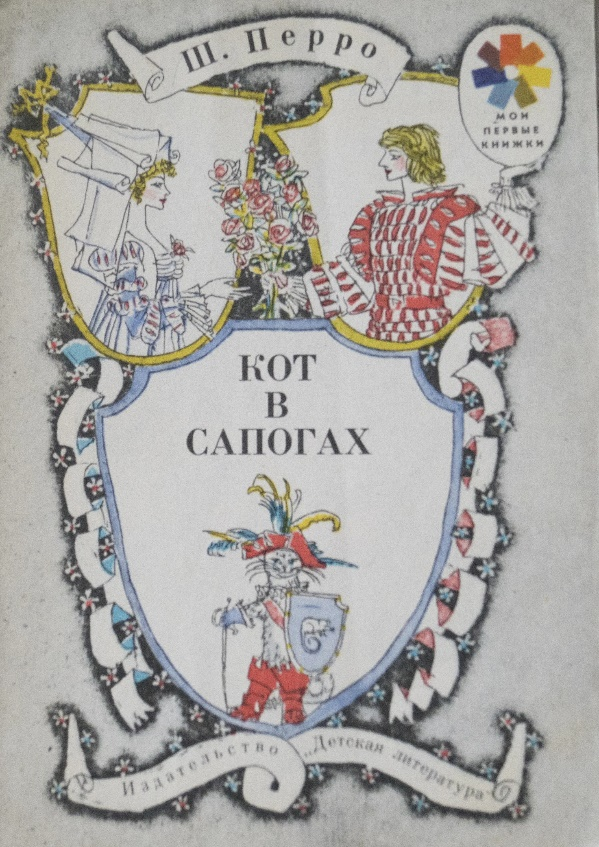 Ш. Перро
МОИ
ПЕРВЫЕ
КНИЖКИ
КОТ
В
САПОГАХ
Издательство „Детская литература"